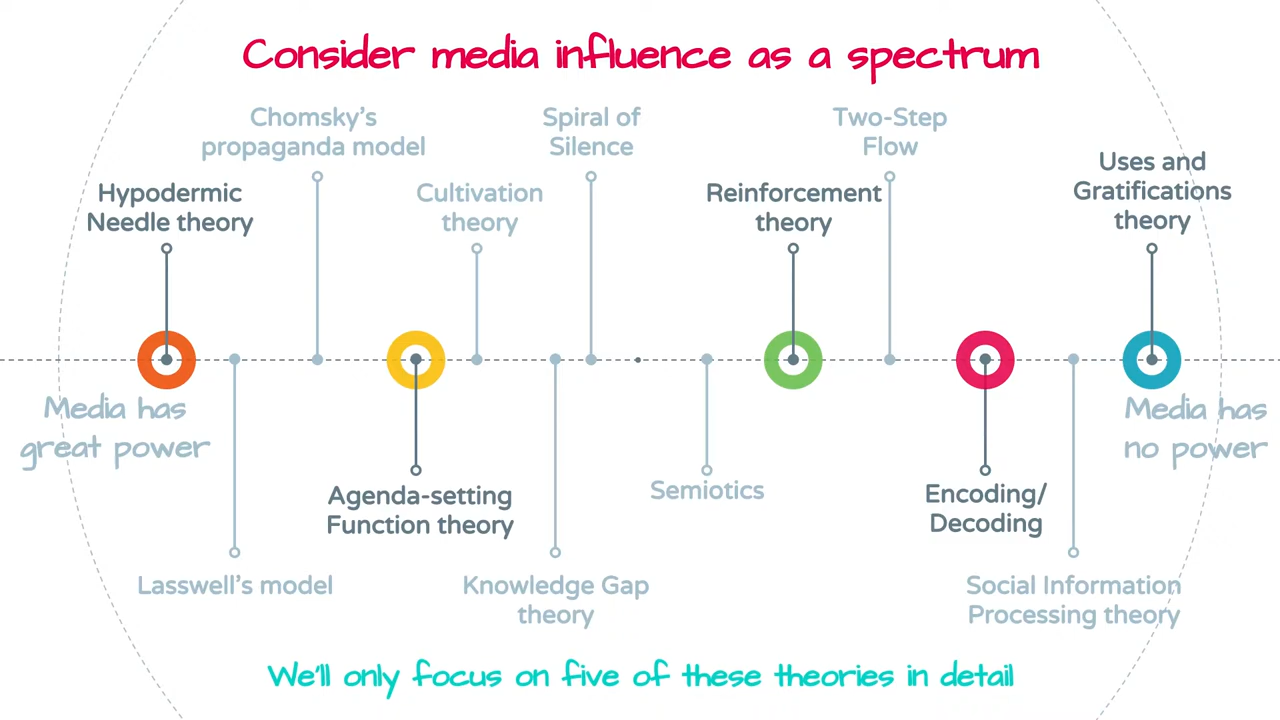 Consider media influence as a spectrum
Chomsky's
propaganda model
Spiral of
Silence
Two-Step
Flow
Hypodermic
Needle theory
Cultivation
theory
Reinforcement
theory
Uses and
Gratifications
theory
Media has
great power
Media has
no power
Agenda-setting
Function theory
Semiotics
Encoding/
Decoding
Lasswell's model
Knowledge Gap
theory
Social Information
Processing theory
We'll only focus on five of these theories in detail